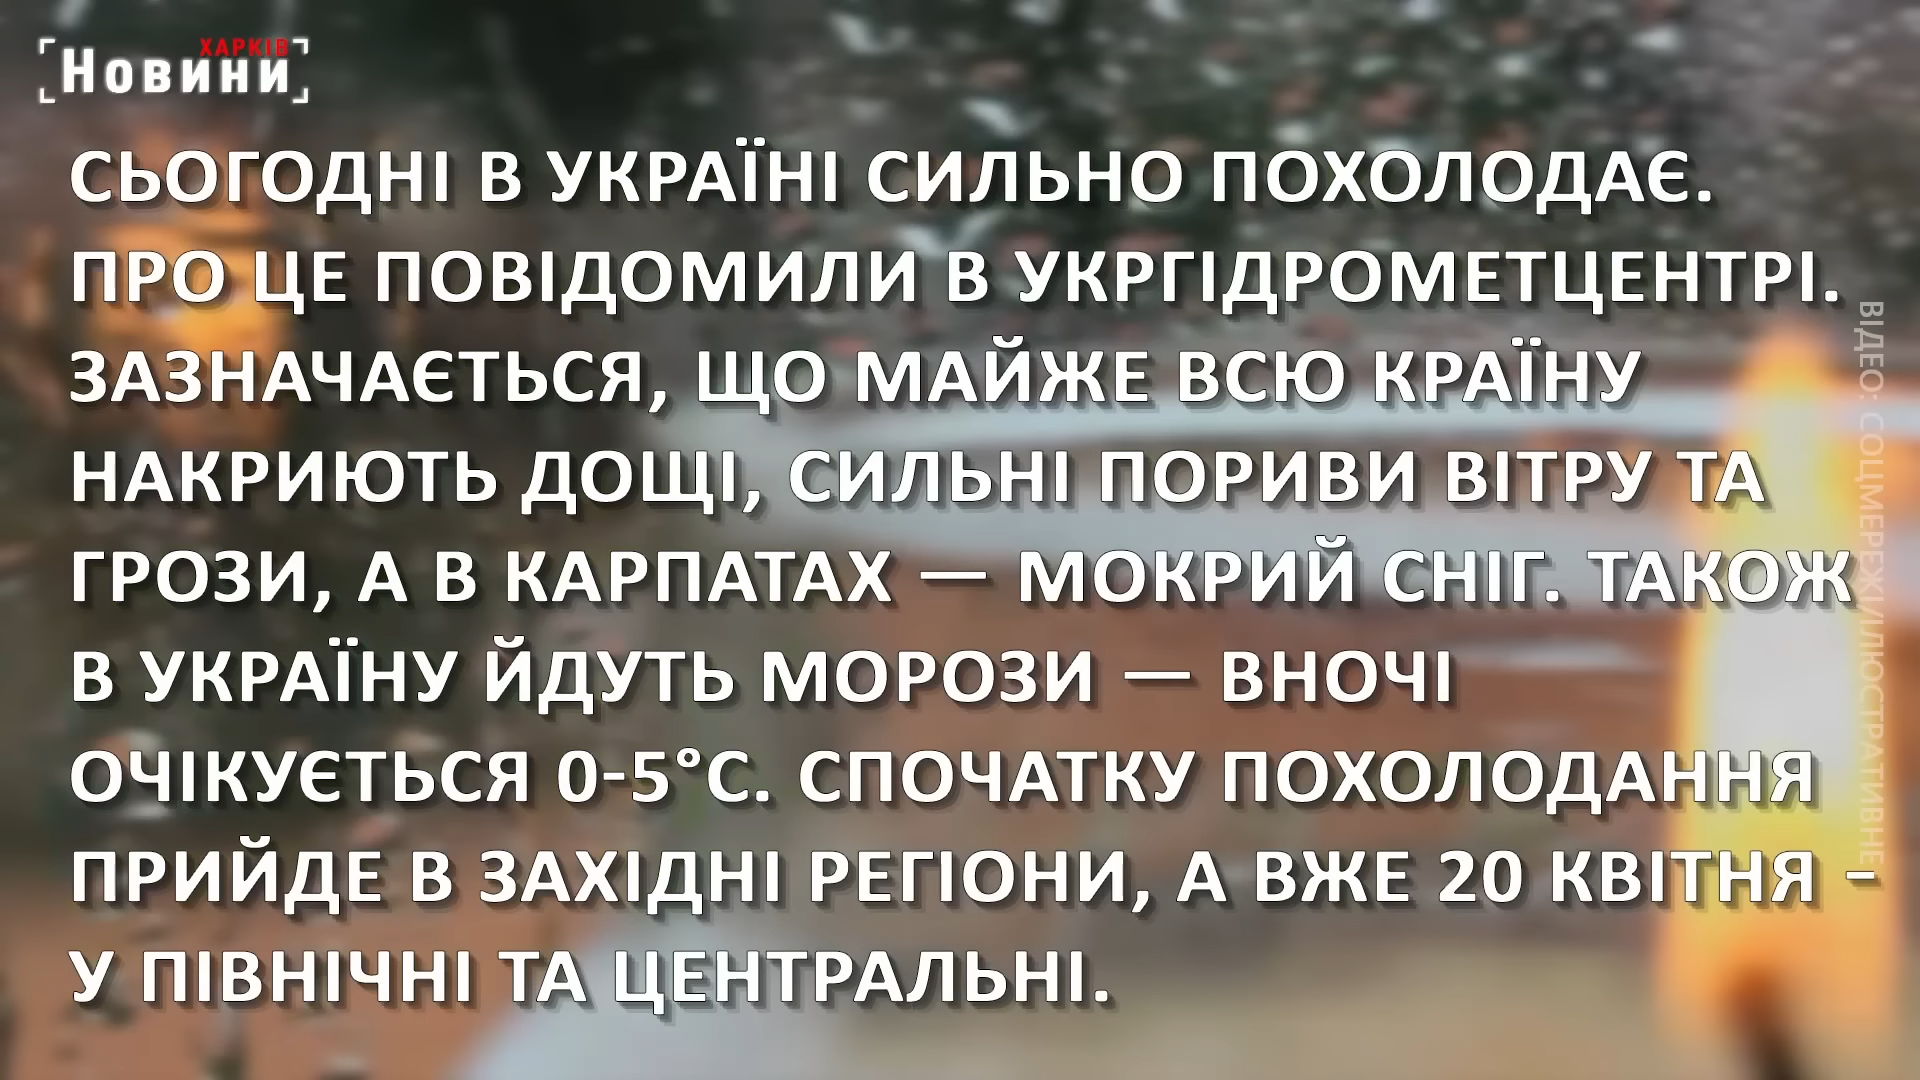 ХАРКІВ
Новини
СЬОГОДНІ В УКРАЇНІ СИЛЬНО ПОХОЛОДАЄ.
ПРО ЦЕ ПОВІДОМИЛИ В УКРГІДРОМЕТЦЕНТРІ.
ЗАЗНАЧАЄТЬСЯ, ЩО МАЙЖЕ ВСЮ КРАЇНУ
НАКРИЮТЬ ДОЩІ, СИЛЬНІ ПОРИВИ ВІТРУ ТА
ГРОЗИ, А В КАРПАТАХ — МОКРИЙ СНІГ. ТАКОЖ
В УКРАЇНУ ЙДУТЬ МОРОЗИ — ВНОЧІ
ОЧІКУЄТЬСЯ 0-5°С. СПОЧАТКУ ПОХОЛОДАННЯ
ПРИЙДЕ В ЗАХІДНІ РЕГІОНИ, А ВЖЕ 20 КВІТНЯ -
У ПІВНІЧНІ ТА ЦЕНТРАЛЬНІ.
ВІДЕО: СОЦМЕРЕЖІ/ІЛЮСТРАТИВНЕ